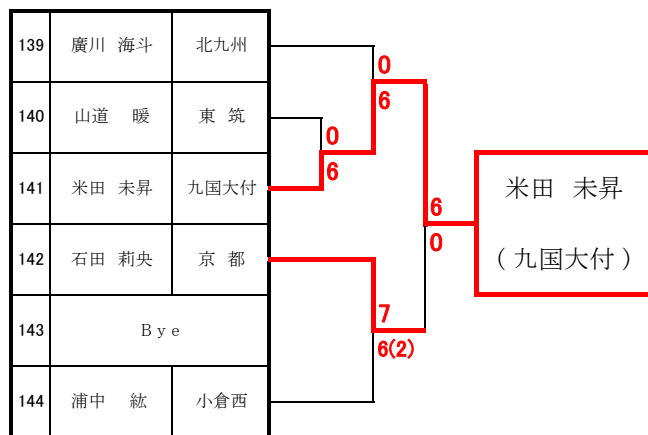 139 廣川 海斗 北九州
140 山道 暖 東 筑
141 米田 未昇 九国大付
142 石田 莉央 京 都
143 Bye
144 浦中 紘 小倉西
0
6
0
6
6
0
7
6(2)
米田 未昇
( 九国大付 )